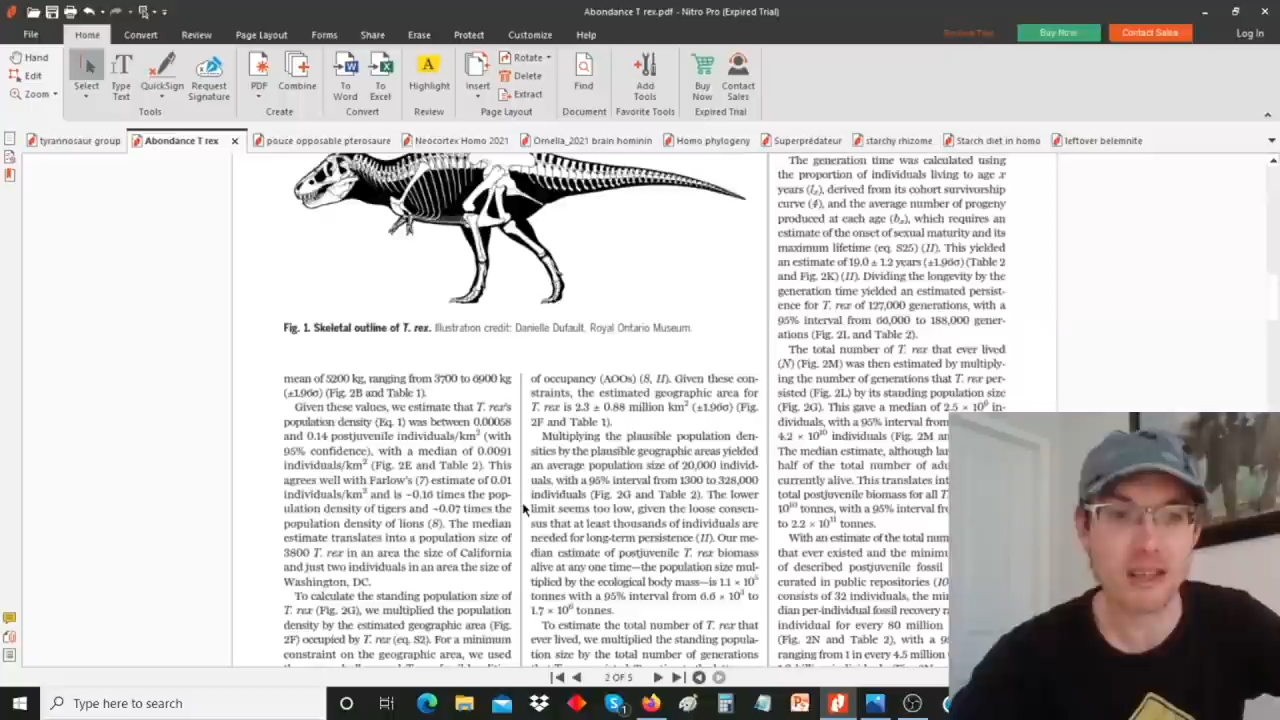 Abondance T rex.pdf - Nitro Pro (Expired Trial)
File Home Convert Review Page Layout Forms Share Erase Protect Customize Help
Buy Now Contact Sales Log In
Hand
Edit
Zoom
Select
Type Text
QuickSign
Request Signature
PDF
Combine
To Word
To Excel
Highlight
Insert
Rotate
Delete
Extract
Find
Add Tools
Buy Now
Contact Sales
Tools Create Convert Review Page Layout Document Favorite Tools Expired Trial
tyrannosaur group Abondance T rex pouce opposable pterosaure Neocortex Homo 2021 Ornella_2021 brain hominin Homo phylogeny Superprédateur starchy rhizome Starch diet in homo leftover belemnite
Fig. 1. Skeletal outline of T. rex. Illustration credit: Danielle Dufault, Royal Ontario Museum.
mean of 5200 kg, ranging from 3700 to 6900 kg
(±1.96σ) (Fig. 2B and Table 1).
Given these values, we estimate that T. rex's
population density (Eq. 1) was between 0.00058
and 0.14 postjuvenile individuals/km² (with
95% confidence), with a median of 0.0091
individuals/km² (Fig. 2E and Table 2). This
agrees well with Farlow's (7) estimate of 0.01
individuals/km² and is ~0.16 times the pop-
ulation density of tigers and ~0.07 times the
population density of lions (8). The median
estimate translates into a population size of
3800 T. rex in an area the size of California
and just two individuals in an area the size of
Washington, DC.
To calculate the standing population size of
T. rex (Fig. 2G), we multiplied the population
density by the estimated geographic area (Fig.
2F) occupied by T. rex (eq. S2). For a minimum
constraint on the geographic area, we used
of occupancy (AOOs) (8, 11). Given these con-
straints, the estimated geographic area for
T. rex is 2.3 ± 0.88 million km² (±1.96σ) (Fig.
2F and Table 1).
Multiplying the plausible population den-
sities by the plausible geographic areas yielded
an average population size of 20,000 individ-
uals, with a 95% interval from 1300 to 328,000
individuals (Fig. 2G and Table 2). The lower
limit seems too low, given the loose consen-
sus that at least thousands of individuals are
needed for long-term persistence (11). Our me-
dian estimate of postjuvenile T. rex biomass
alive at any one time—the population size mul-
tiplied by the ecological body mass—is 1.1 × 10⁵
tonnes with a 95% interval from 6.6 × 10³ to
1.7 × 10⁶ tonnes.
To estimate the total number of T. rex that
ever lived, we multiplied the standing popula-
tion size by the total number of generations
The generation time was calculated using
the proportion of individuals living to age x
years (lx), derived from its cohort survivorship
curve (4), and the average number of progeny
produced at each age (bx), which requires an
estimate of the onset of sexual maturity and its
maximum lifetime (eq. S25) (11). This yielded
an estimate of 19.0 ± 1.2 years (±1.96σ) (Table 2
and Fig. 2K) (11). Dividing the longevity by the
generation time yielded an estimated persist-
ence for T. rex of 127,000 generations, with a
95% interval from 66,000 to 188,000 gener-
ations (Fig. 2L and Table 2).
The total number of T. rex that ever lived
(N) (Fig. 2M) was then estimated by multiply-
ing the number of generations that T. rex per-
sisted (Fig. 2L) by its standing population size
(Fig. 2G). This gave a median of 2.5 × 10⁹ in-
dividuals, with a 95% interval from
4.2 × 10¹⁰ individuals (Fig. 2M an
The median estimate, although lar
half of the total number of adu
currently alive. This translates int
total postjuvenile biomass for all T.
10¹⁰ tonnes, with a 95% interval fr
to 2.2 × 10¹¹ tonnes.
With an estimate of the total num
that ever existed and the minim
of described postjuvenile fossil
curated in public repositories (10
consists of 32 individuals, the mi
dian per-individual fossil recovery ra
individual for every 80 million
(Fig. 2N and Table 2), with a 9
ranging from 1 in every 4.5 million
2 OF 5
Type here to search